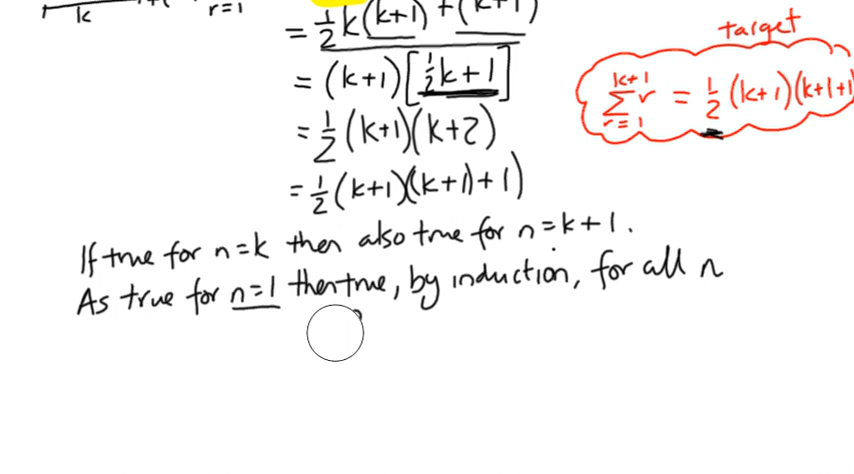 k
r=1
= ½k(k+1) + (k+1)
= (k+1)[½k+1]
= ½(k+1)(k+2)
= ½(k+1)((k+1)+1)
target
k+1
∑r = ½(k+1)(k+1+1)
r=1
If true for n=k then also true for n=k+1.
As true for n=1 then true, by induction, for all n